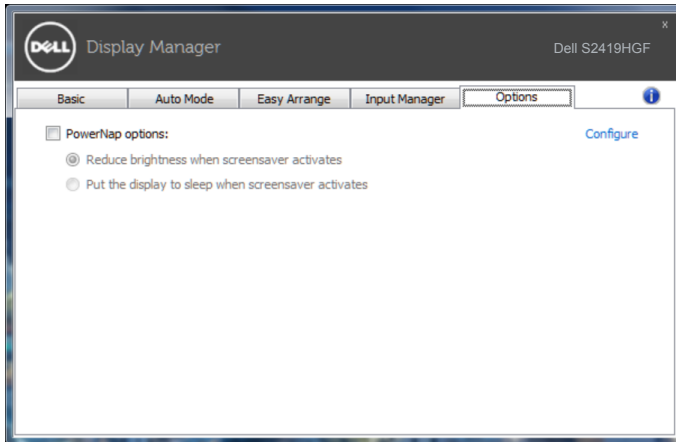 x
DELL Display Manager Dell S2419HGF
Basic Auto Mode Easy Arrange Input Manager Options i
PowerNap options: Configure
Reduce brightness when screensaver activates
Put the display to sleep when screensaver activates